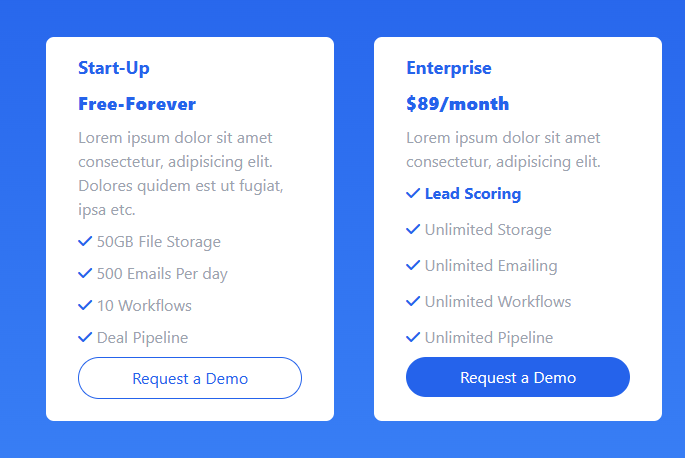 Start-Up
Free-Forever
Lorem ipsum dolor sit amet
consectetur, adipisicing elit.
Dolores quidem est ut fugiat,
ipsa etc.
50GB File Storage
500 Emails Per day
10 Workflows
Deal Pipeline
Request a Demo
Enterprise
$89/month
Lorem ipsum dolor sit amet
consectetur, adipisicing elit.
Lead Scoring
Unlimited Storage
Unlimited Emailing
Unlimited Workflows
Unlimited Pipeline
Request a Demo